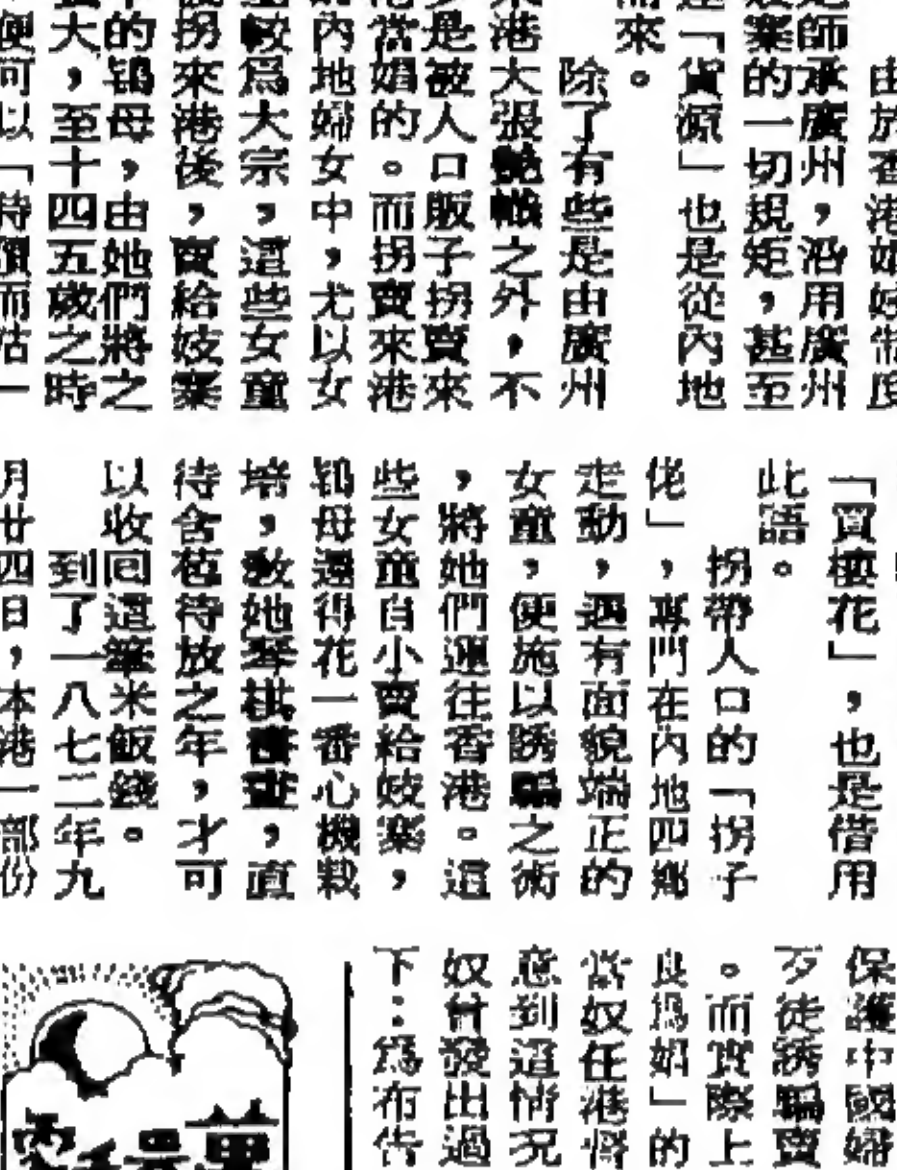 由於香港娼妓制度
是師承廣州，沿用廣州
妓寨的一切規矩，甚至
連「貨源」也是從內地
而來。
除了有些是由廣州
來港大張艷幟之外，不
少是被人口販子拐賣來
港當娼的。而拐賣來港
的內地婦女中，尤以女
童較為大宗，這些女童
被拐來港後，賣給妓寨
中的鴇母，由她們將之
養大，至十四五歲之時
便可以「待價而沽」
「買欖花」，也是借用
此語。
拐帶人口的「拐子
佬」，專門在內地四鄉
走動，遇有面貌端正的
女童，便施以誘騙之術
，將她們運往香港。這
些女童自小賣給妓寨，
鴇母還得花一番心機栽
培，教她琴棋書畫，直
待含苞待放之年，才可
以收回這筆米飯錢。
到了一八七二年九
月廿四日，本港一部份
保護中國婦
歹徒誘騙賣
。而實際上
良為娼」的
當奴任港督
意到這情況
奴曾發出過
下：為布告